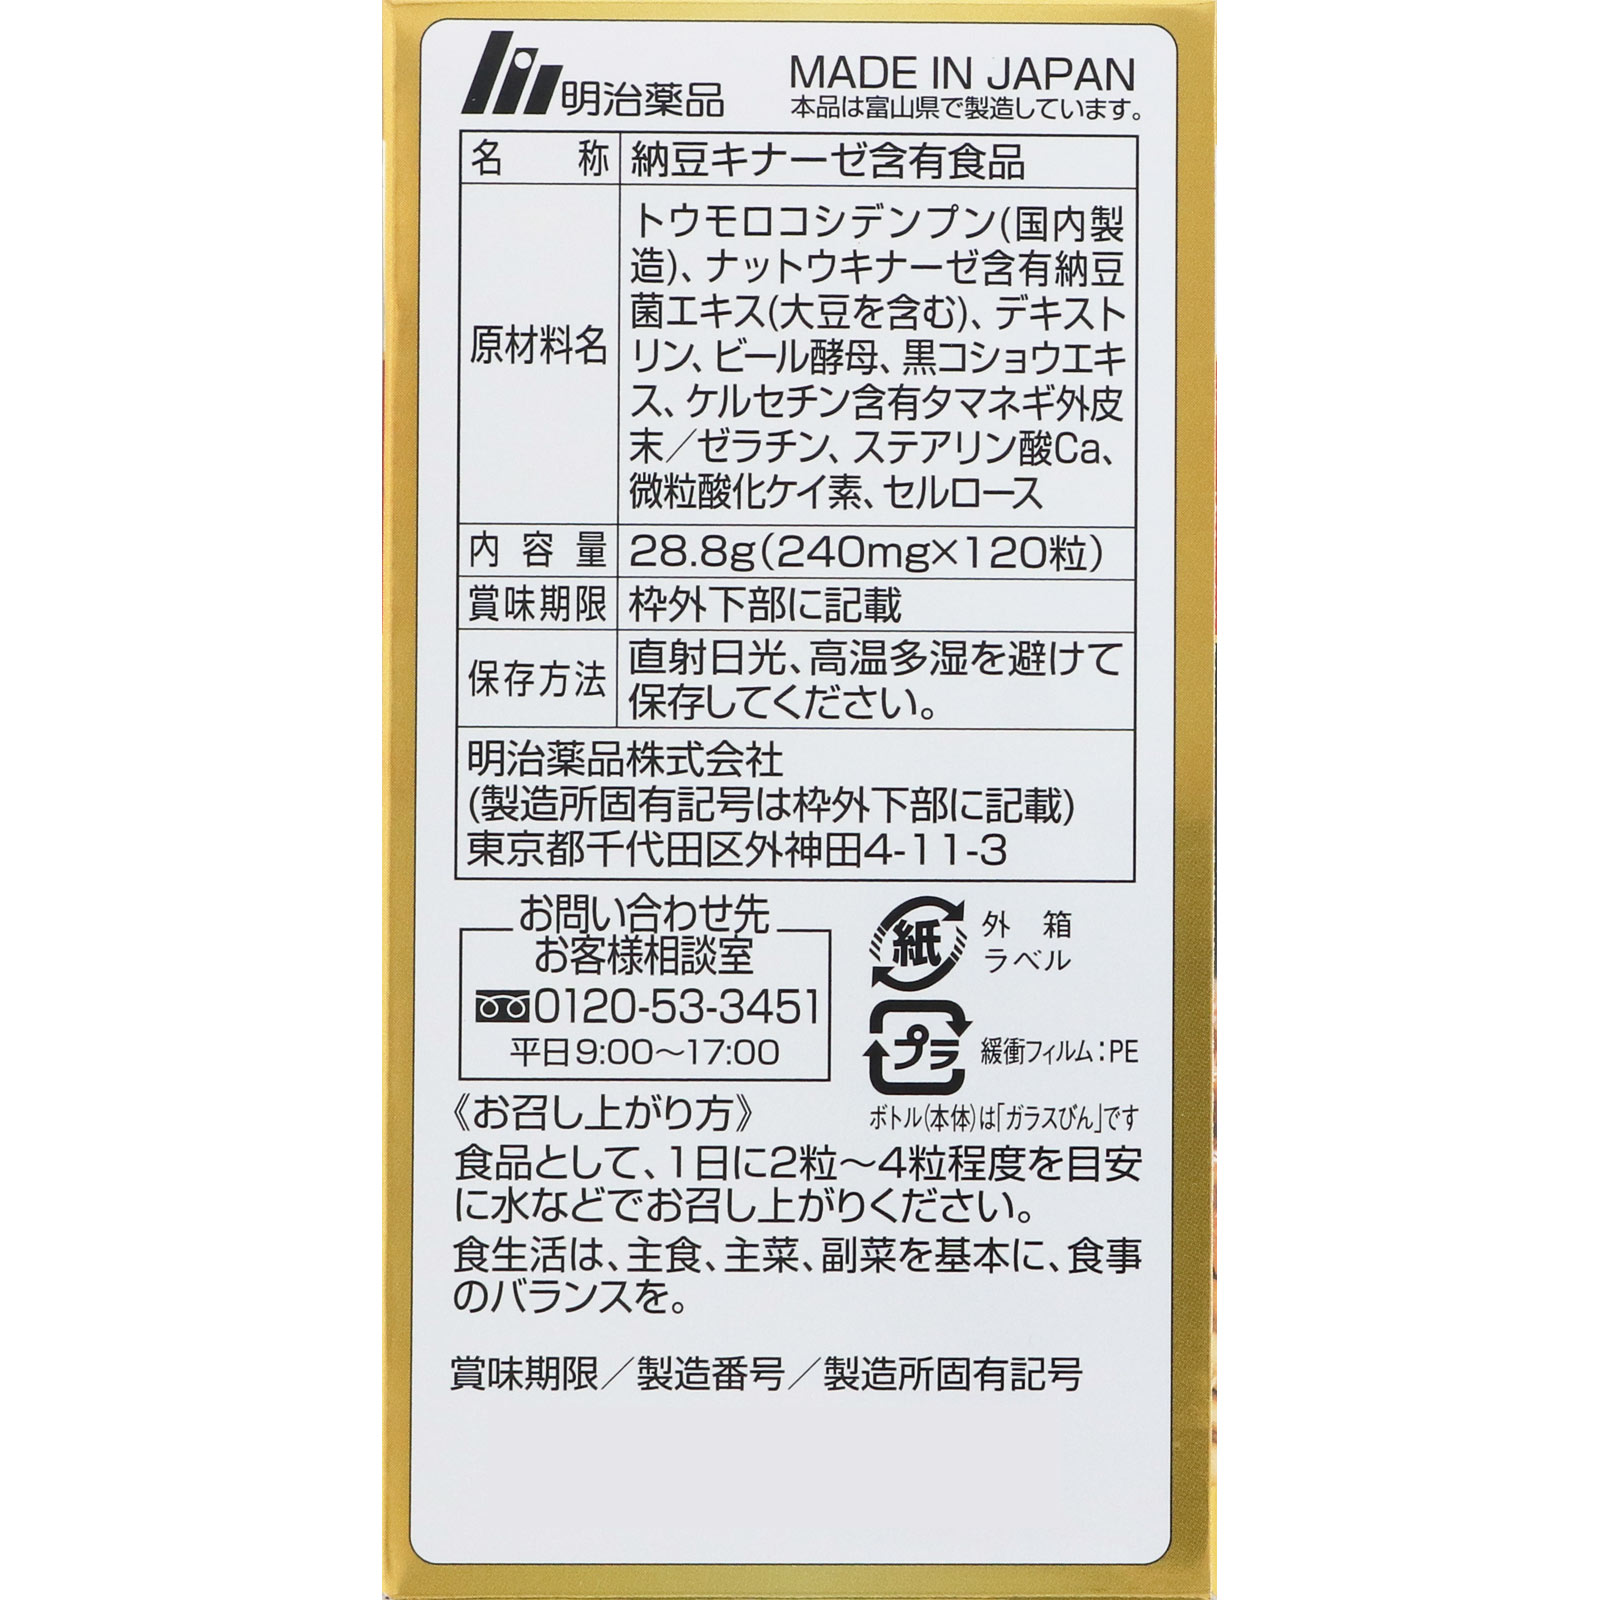 明治薬品
MADE IN JAPAN
本品は富山県で製造しています。
名称 納豆キナーゼ含有食品
原材料名
トウモロコシデンプン(国内製
造)、ナットウキナーゼ含有納豆
菌エキス(大豆を含む)、デキスト
リン、ビール酵母、黒コショウエキ
ス、ケルセチン含有タマネギ外皮
末／ゼラチン、ステアリン酸Ca、
微粒酸化ケイ素、セルロース
内容量 28.8g(240mg×120粒)
賞味期限 枠外下部に記載
保存方法
直射日光、高温多湿を避けて
保存してください。
明治薬品株式会社
(製造所固有記号は枠外下部に記載)
東京都千代田区外神田4-11-3
お問い合わせ先
お客様相談室
0120-53-3451
平日9:00～17:00
紙
外箱
ラベル
プラ
緩衝フィルム：PE
ボトル(本体)は「ガラスびん」です
《お召し上がり方》
食品として、1日に2粒～4粒程度を目安
に水などでお召し上がりください。
食生活は、主食、主菜、副菜を基本に、食事
のバランスを。
賞味期限／製造番号／製造所固有記号